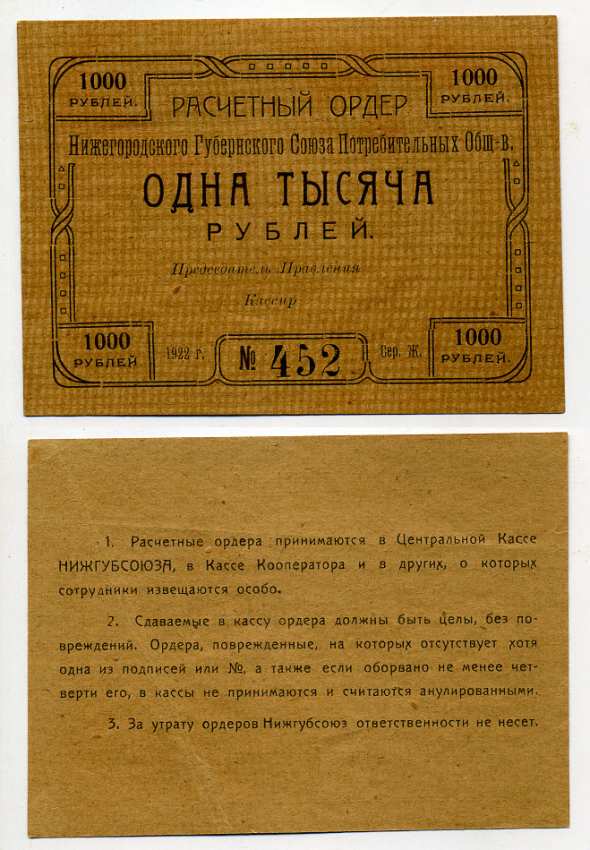 1000 1000
РУБЛЕЙ. РУБЛЕЙ.
РАСЧЕТНЫЙ ОРДЕР
Нижегородского Губернского Союза Потребительных Общ-в.
ОДНА ТЫСЯЧА
РУБЛЕЙ.
Председатель Правления
Кассир
1000 1000
РУБЛЕЙ РУБЛЕЙ.
1922 г. № 452 Сер. Ж.
1. Расчетные ордера принимаются в Центральной Кассе
НИЖГУБСОЮЗА, в Кассе Кооператора и в других, о которых
сотрудники извещаются особо.
2. Сдаваемые в кассу ордера должны быть целы, без по-
вреждений. Ордера, поврежденные, на которых отсутствует хотя
одна из подписей или №, а также если оборвано не менее чет-
верти его, в кассы не принимаются и считаются анулированными.
3. За утрату ордеров Нижгубсоюз ответственности не несет.